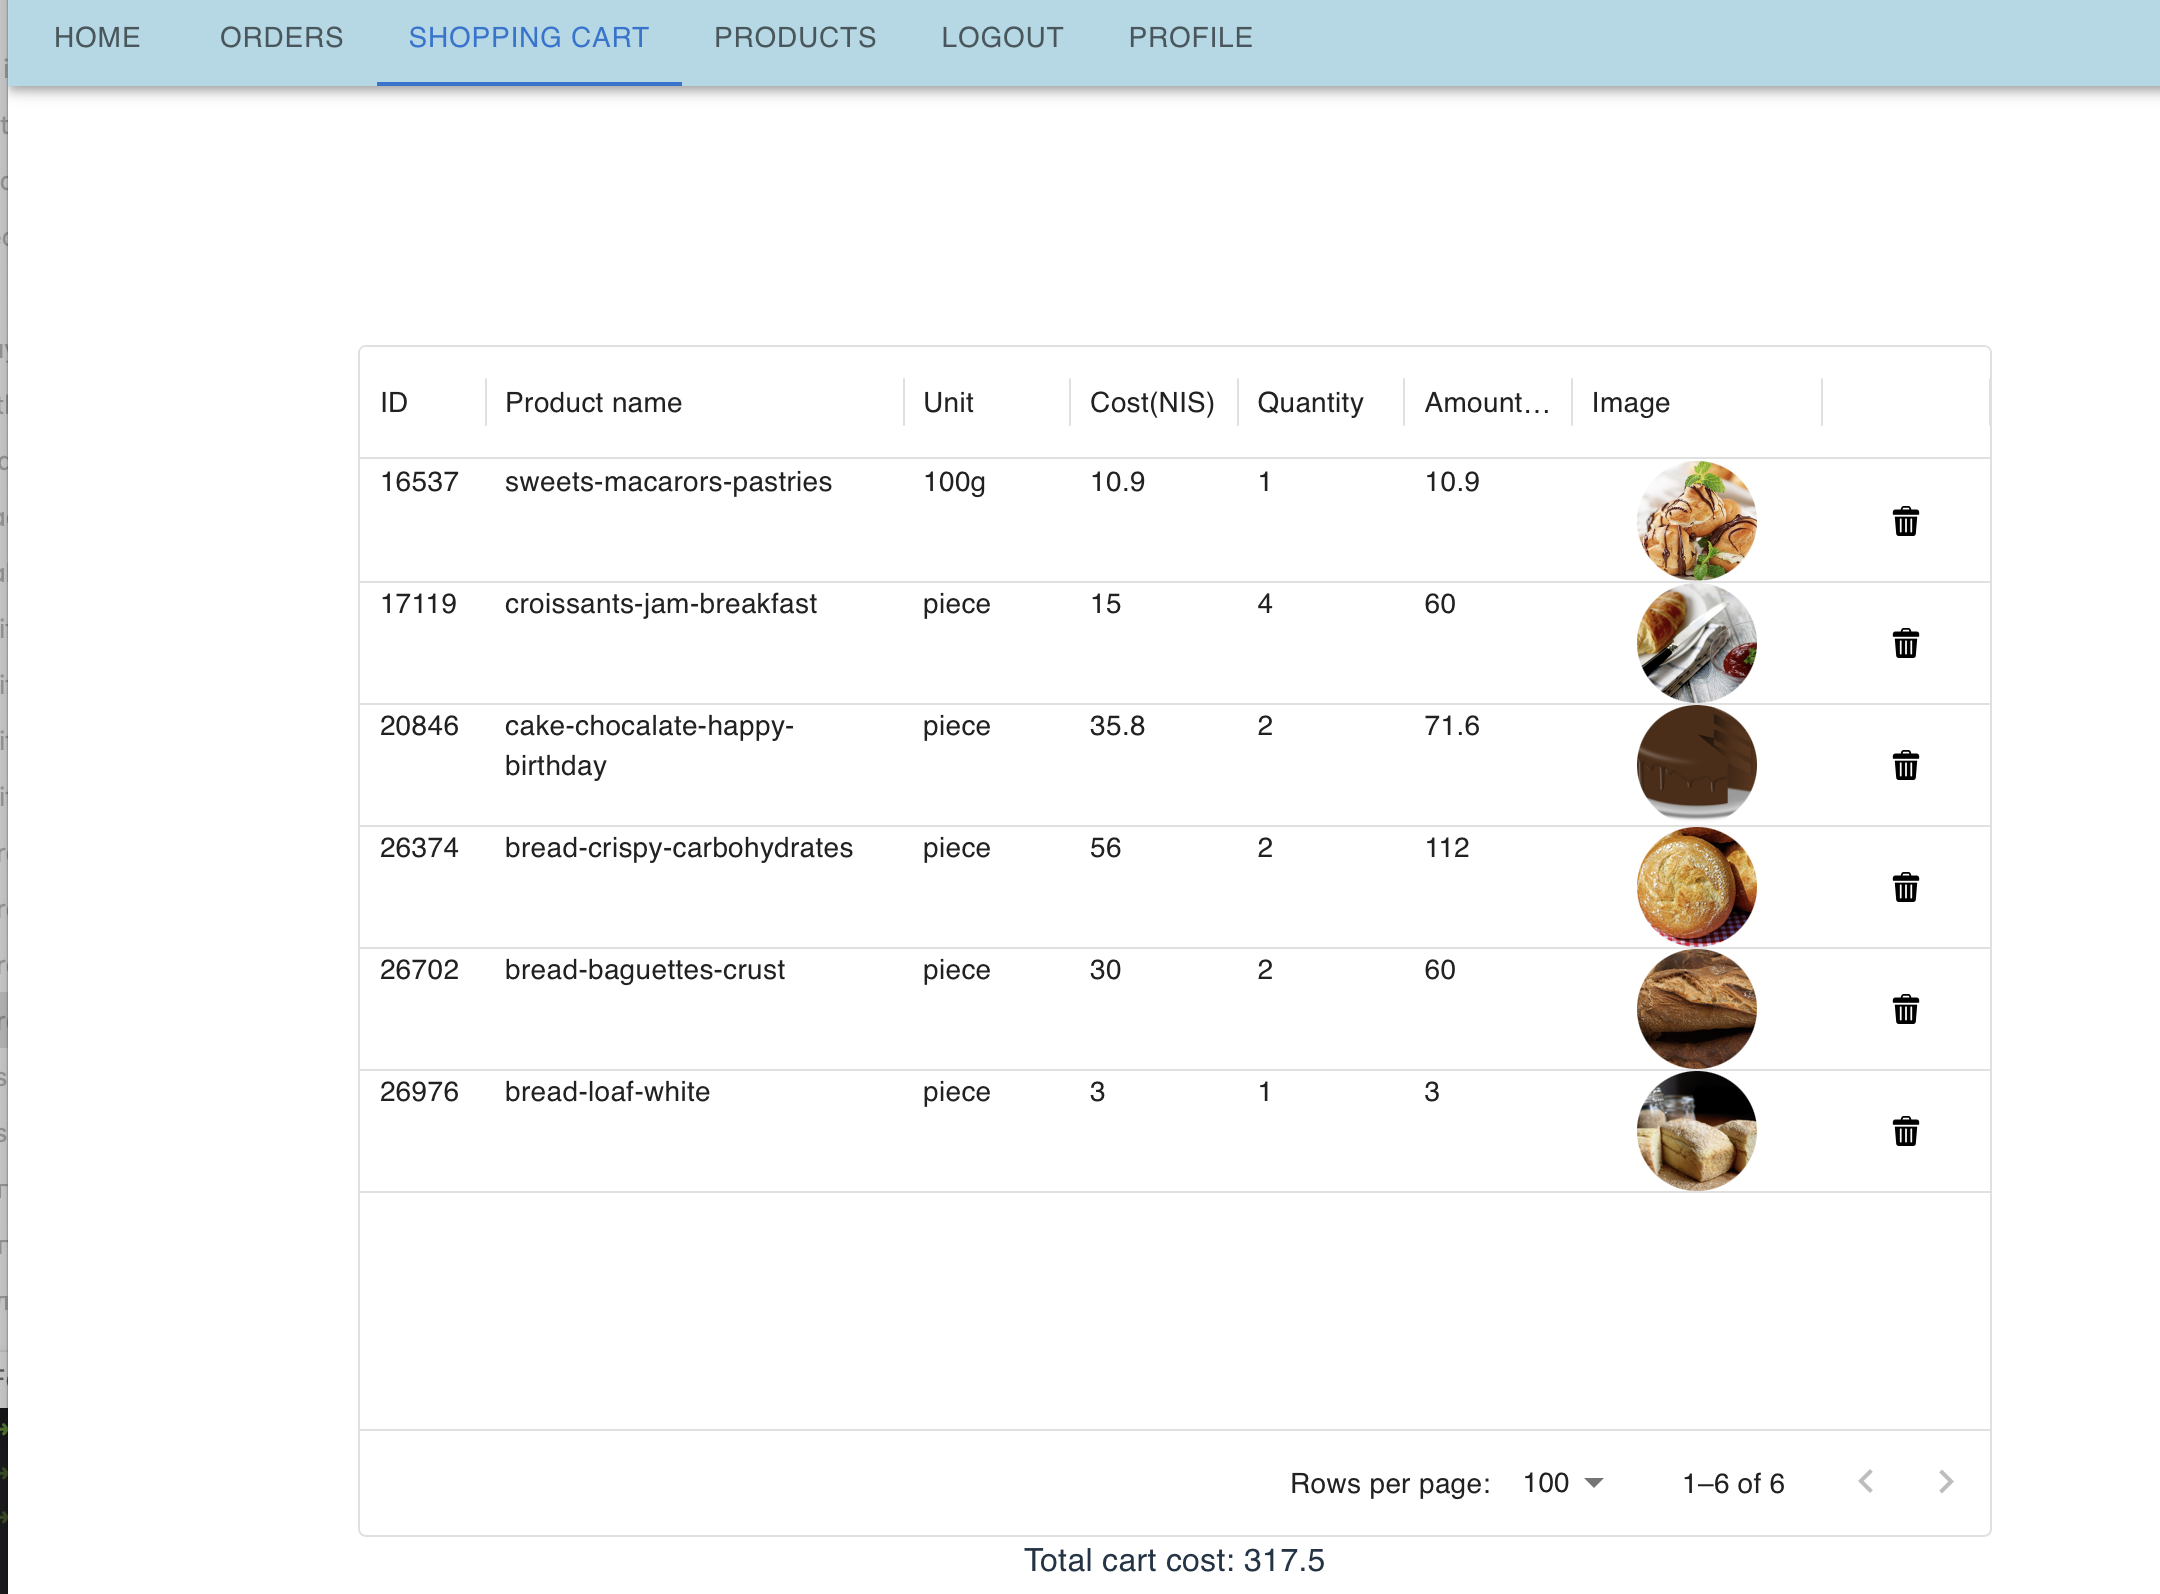 HOME ORDERS SHOPPING CART PRODUCTS LOGOUT PROFILE
ID Product name Unit Cost(NIS) Quantity Amount... Image
16537 sweets-macarors-pastries 100g 10.9 1 10.9
17119 croissants-jam-breakfast piece 15 4 60
20846 cake-chocalate-happy- piece 35.8 2 71.6
birthday
26374 bread-crispy-carbohydrates piece 56 2 112
26702 bread-baguettes-crust piece 30 2 60
26976 bread-loaf-white piece 3 1 3
Rows per page: 100 1–6 of 6
Total cart cost: 317.5